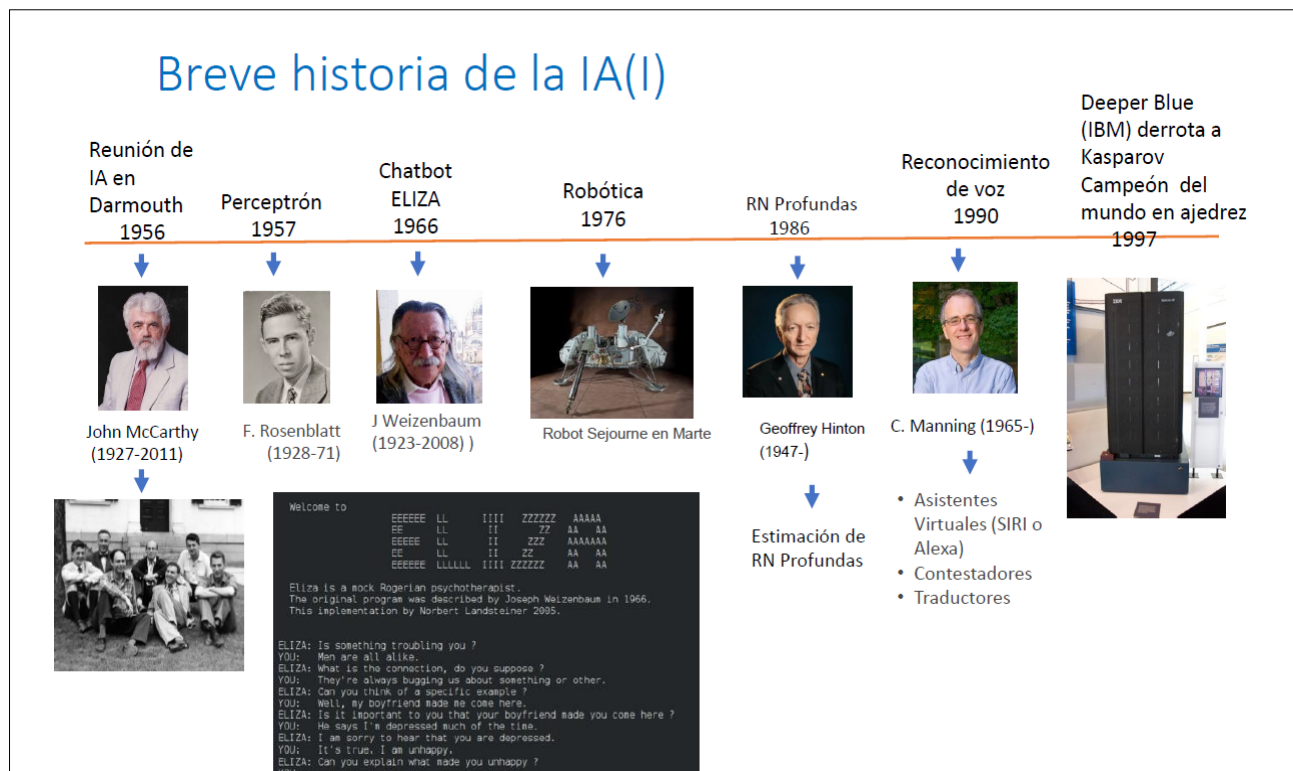 Breve historia de la IA(I)
Reunión de
IA en
Darmouth
1956
Perceptrón
1957
Chatbot
ELIZA
1966
Robótica
1976
RN Profundas
1986
Reconocimiento
de voz
1990
Deeper Blue
(IBM) derrota a
Kasparov
Campeón del
mundo en ajedrez
1997
John McCarthy
(1927-2011)
F. Rosenblatt
(1928-71)
J Weizenbaum
(1923-2008) )
Robot Sejourne en Marte
Geoffrey Hinton
(1947-)
Estimación de
RN Profundas
C. Manning (1965-)
• Asistentes
Virtuales (SIRI o
Alexa)
• Contestadores
• Traductores
IBM
Welcome to
EEEEEE LL IIII ZZZZZZ AAAAA
EE LL II ZZ AA AA
EEEEE LL II ZZZ AAAAAAA
EE LL II ZZ AA AA
EEEEEE LLLLLL IIII ZZZZZZ AA AA
Eliza is a mock Rogerian psychotherapist.
The original program was described by Joseph Weizenbaum in 1966.
This implementation by Norbert Landsteiner 2005.
ELIZA: Is something troubling you ?
YOU: Men are all alike.
ELIZA: What is the connection, do you suppose ?
YOU: They're always bugging us about something or other.
ELIZA: Can you think of a specific example ?
YOU: Well, my boyfriend made me come here.
ELIZA: Is it important to you that your boyfriend made you come here ?
YOU: He says I'm depressed much of the time.
ELIZA: I am sorry to hear that you are depressed.
YOU: It's true. I am unhappy.
ELIZA: Can you explain what made you unhappy ?